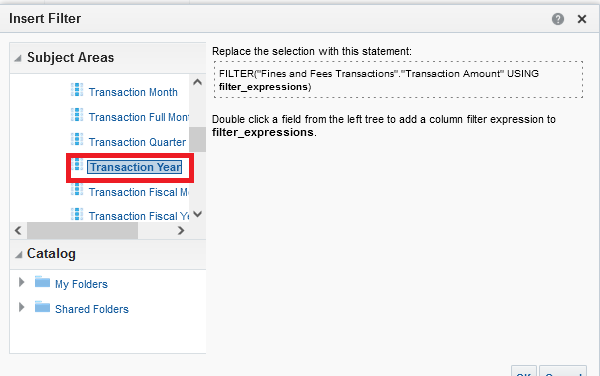 Insert Filter
Subject Areas
Transaction Month
Transaction Full Mon
Transaction Quarter
Transaction Year
Transaction Fiscal M
Transaction Fiscal Ye
Catalog
My Folders
Shared Folders
Replace the selection with this statement:
FILTER("Fines and Fees Transactions"."Transaction Amount" USING
filter_expressions)
Double click a field from the left tree to add a column filter expression to
filter_expressions.